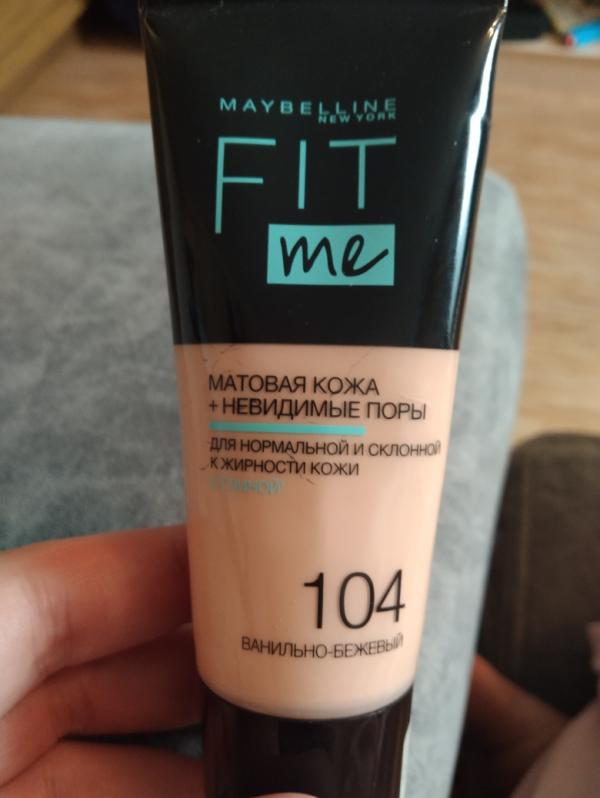 MAYBELLINE
NEW YORK
FIT
me
МАТОВАЯ КОЖА
+ НЕВИДИМЫЕ ПОРЫ
ДЛЯ НОРМАЛЬНОЙ И СКЛОННОЙ
К ЖИРНОСТИ КОЖИ
104
ВАНИЛЬНО-БЕЖЕВЫЙ